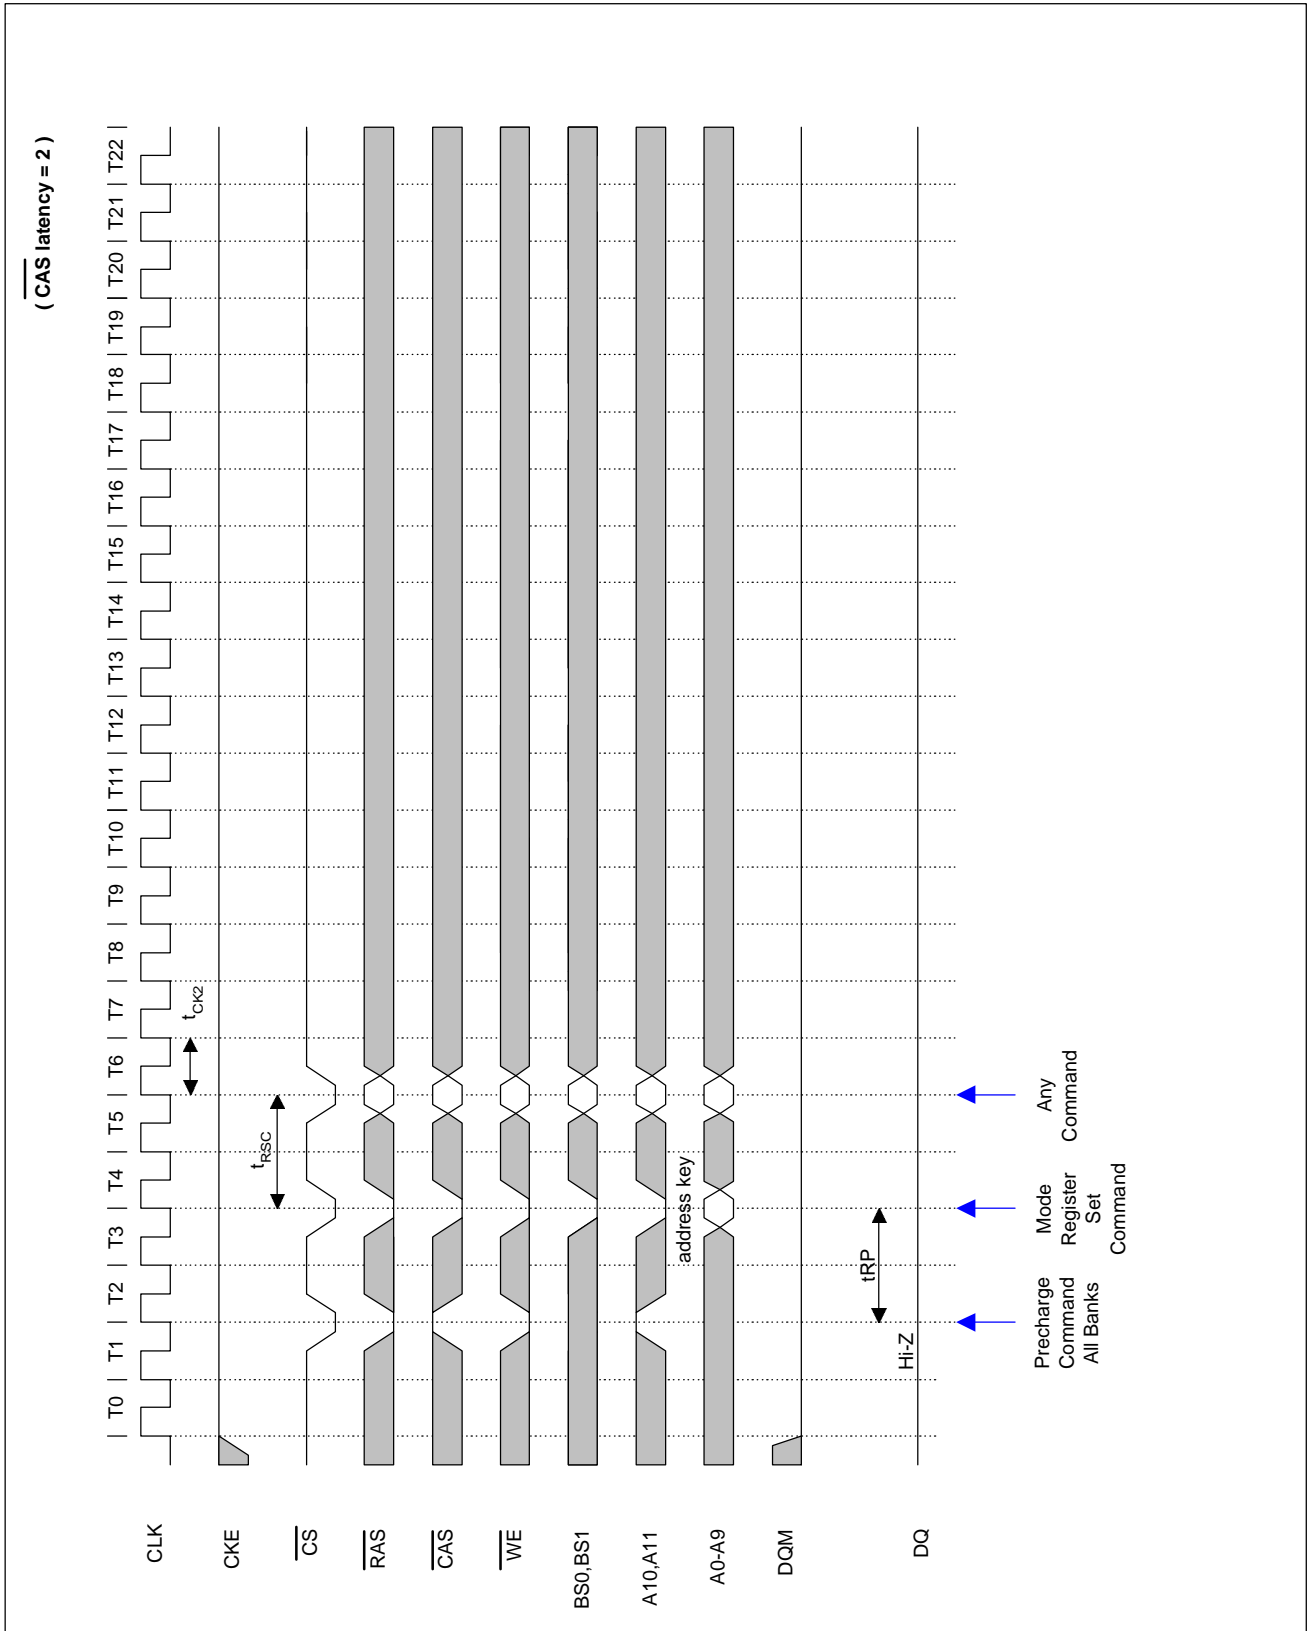 ( CAS latency = 2 )
T0 T1 T2 T3 T4 T5 T6 T7 T8 T9 T10 T11 T12 T13 T14 T15 T16 T17 T18 T19 T20 T21 T22
CLK
tCK2
CKE
tRSC
CS
RAS
CAS
WE
BS0,BS1
A10,A11
address key
A0-A9
DQM
tRP
Hi-Z
DQ
Precharge
Command
All Banks
Mode
Register
Set
Command
Any
Command